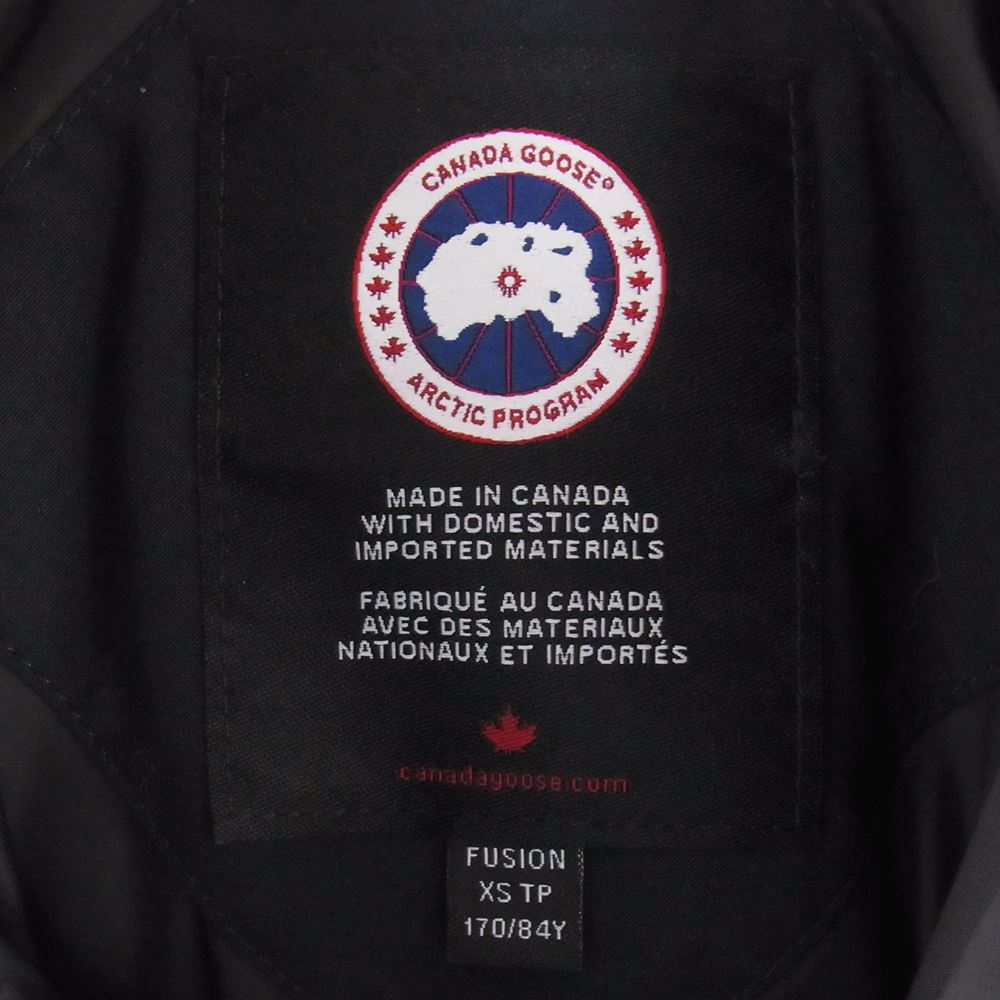 CANADA GOOSE®
ARCTIC PROGRAM
MADE IN CANADA
WITH DOMESTIC AND
IMPORTED MATERIALS
FABRIQUÉ AU CANADA
AVEC DES MATERIAUX
NATIONAUX ET IMPORTÉS
canadagoose.com
FUSION
XS TP
170/84Y